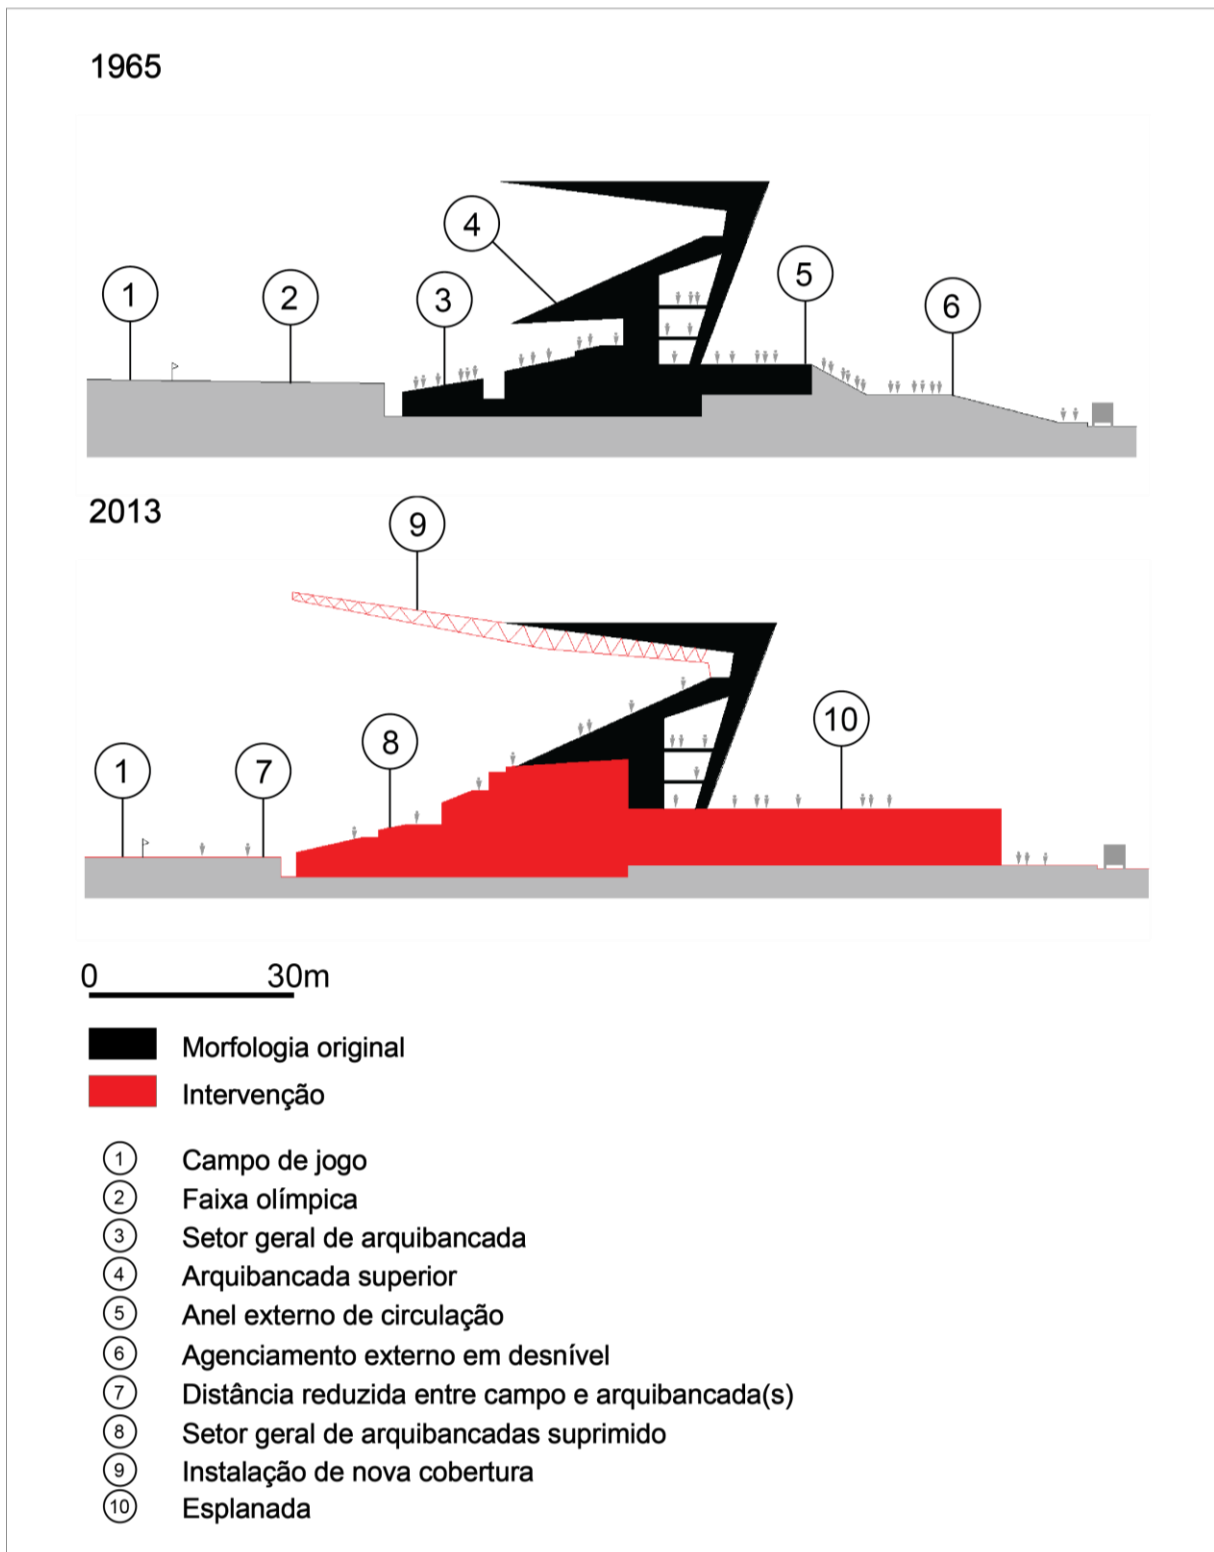 1965
4
1
2
3
5
6
2013
9
8
10
1
7
0 30m
Morfologia original
Intervenção
1 Campo de jogo
2 Faixa olímpica
3 Setor geral de arquibancada
4 Arquibancada superior
5 Anel externo de circulação
6 Agenciamento externo em desnível
7 Distância reduzida entre campo e arquibancada(s)
8 Setor geral de arquibancadas suprimido
9 Instalação de nova cobertura
10 Esplanada